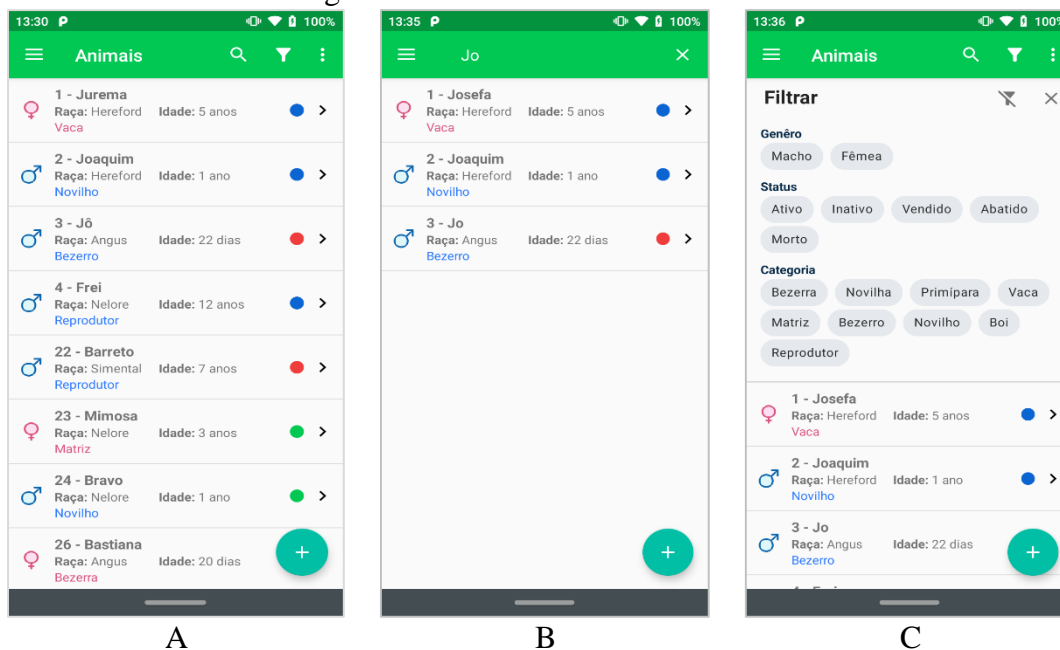 g
13:30 100%
Animais
1 - Jurema
Raça: Hereford Idade: 5 anos
Vaca
2 - Joaquim
Raça: Hereford Idade: 1 ano
Novilho
3 - Jô
Raça: Angus Idade: 22 dias
Bezerro
4 - Frei
Raça: Nelore Idade: 12 anos
Reprodutor
22 - Barreto
Raça: Simental Idade: 7 anos
Reprodutor
23 - Mimosa
Raça: Nelore Idade: 3 anos
Matriz
24 - Bravo
Raça: Nelore Idade: 1 ano
Novilho
26 - Bastiana
Raça: Angus Idade: 20 dias
Bezerra
+
A
13:35 100%
Jo
1 - Josefa
Raça: Hereford Idade: 5 anos
Vaca
2 - Joaquim
Raça: Hereford Idade: 1 ano
Novilho
3 - Jo
Raça: Angus Idade: 22 dias
Bezerro
+
B
13:36 100%
Animais
Filtrar
Genêro
Macho Fêmea
Status
Ativo Inativo Vendido Abatido
Morto
Categoria
Bezerra Novilha Primípara Vaca
Matriz Bezerro Novilho Boi
Reprodutor
1 - Josefa
Raça: Hereford Idade: 5 anos
Vaca
2 - Joaquim
Raça: Hereford Idade: 1 ano
Novilho
3 - Jo
Raça: Angus Idade: 22 dias
Bezerro
+
C